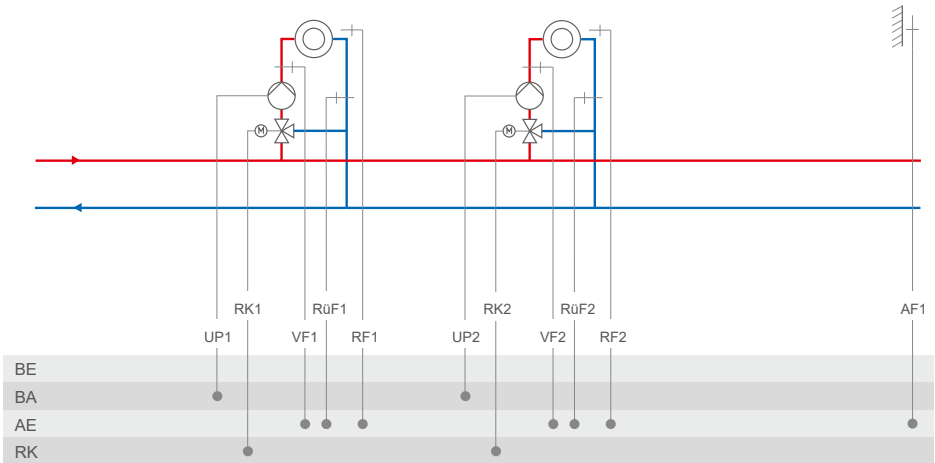 M
M
RK1 RüF1 RK2 RüF2 AF1
UP1 VF1 RF1 UP2 VF2 RF2
BE
BA
AE
RK